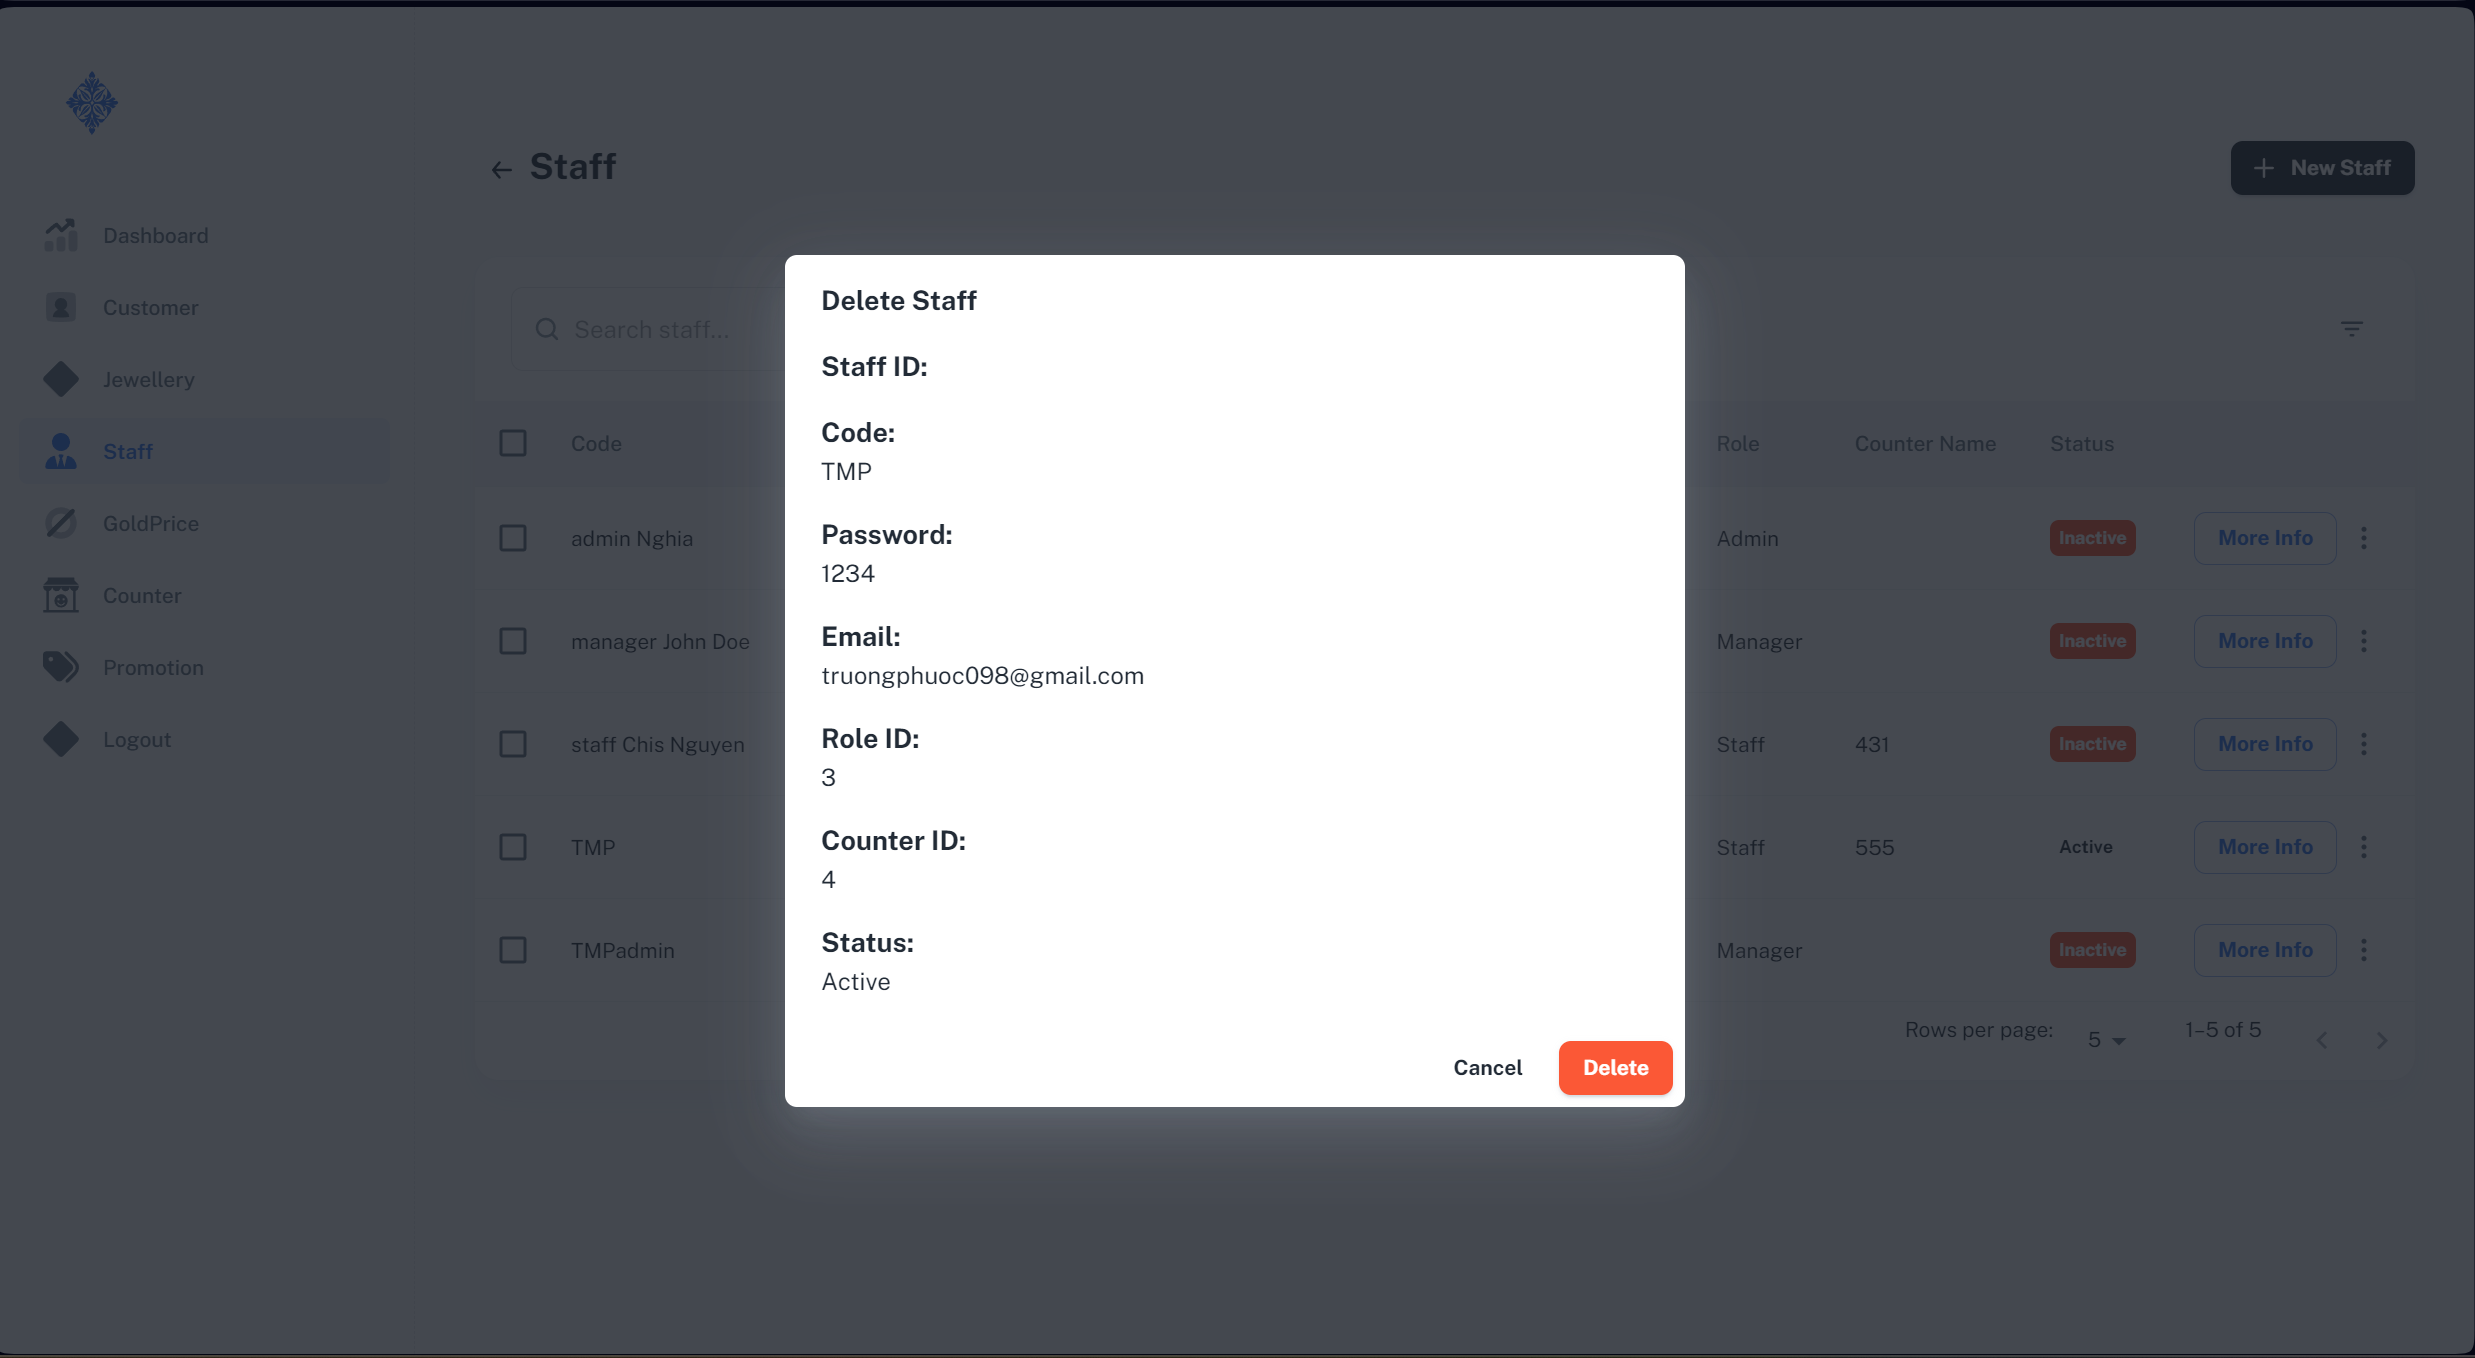 Staff
New Staff
Dashboard
Customer
Jewellery
Staff
GoldPrice
Counter
Promotion
Logout
Search staff...
Code Role Counter Name Status
admin Nghia Admin Inactive More Info
manager John Doe Manager Inactive More Info
staff Chis Nguyen Staff 431 Inactive More Info
TMP Staff 555 Active More Info
TMPadmin Manager Inactive More Info
Rows per page: 5 1–5 of 5
Delete Staff
Staff ID:
Code:
TMP
Password:
1234
Email:
truongphuoc098@gmail.com
Role ID:
3
Counter ID:
4
Status:
Active
Cancel Delete